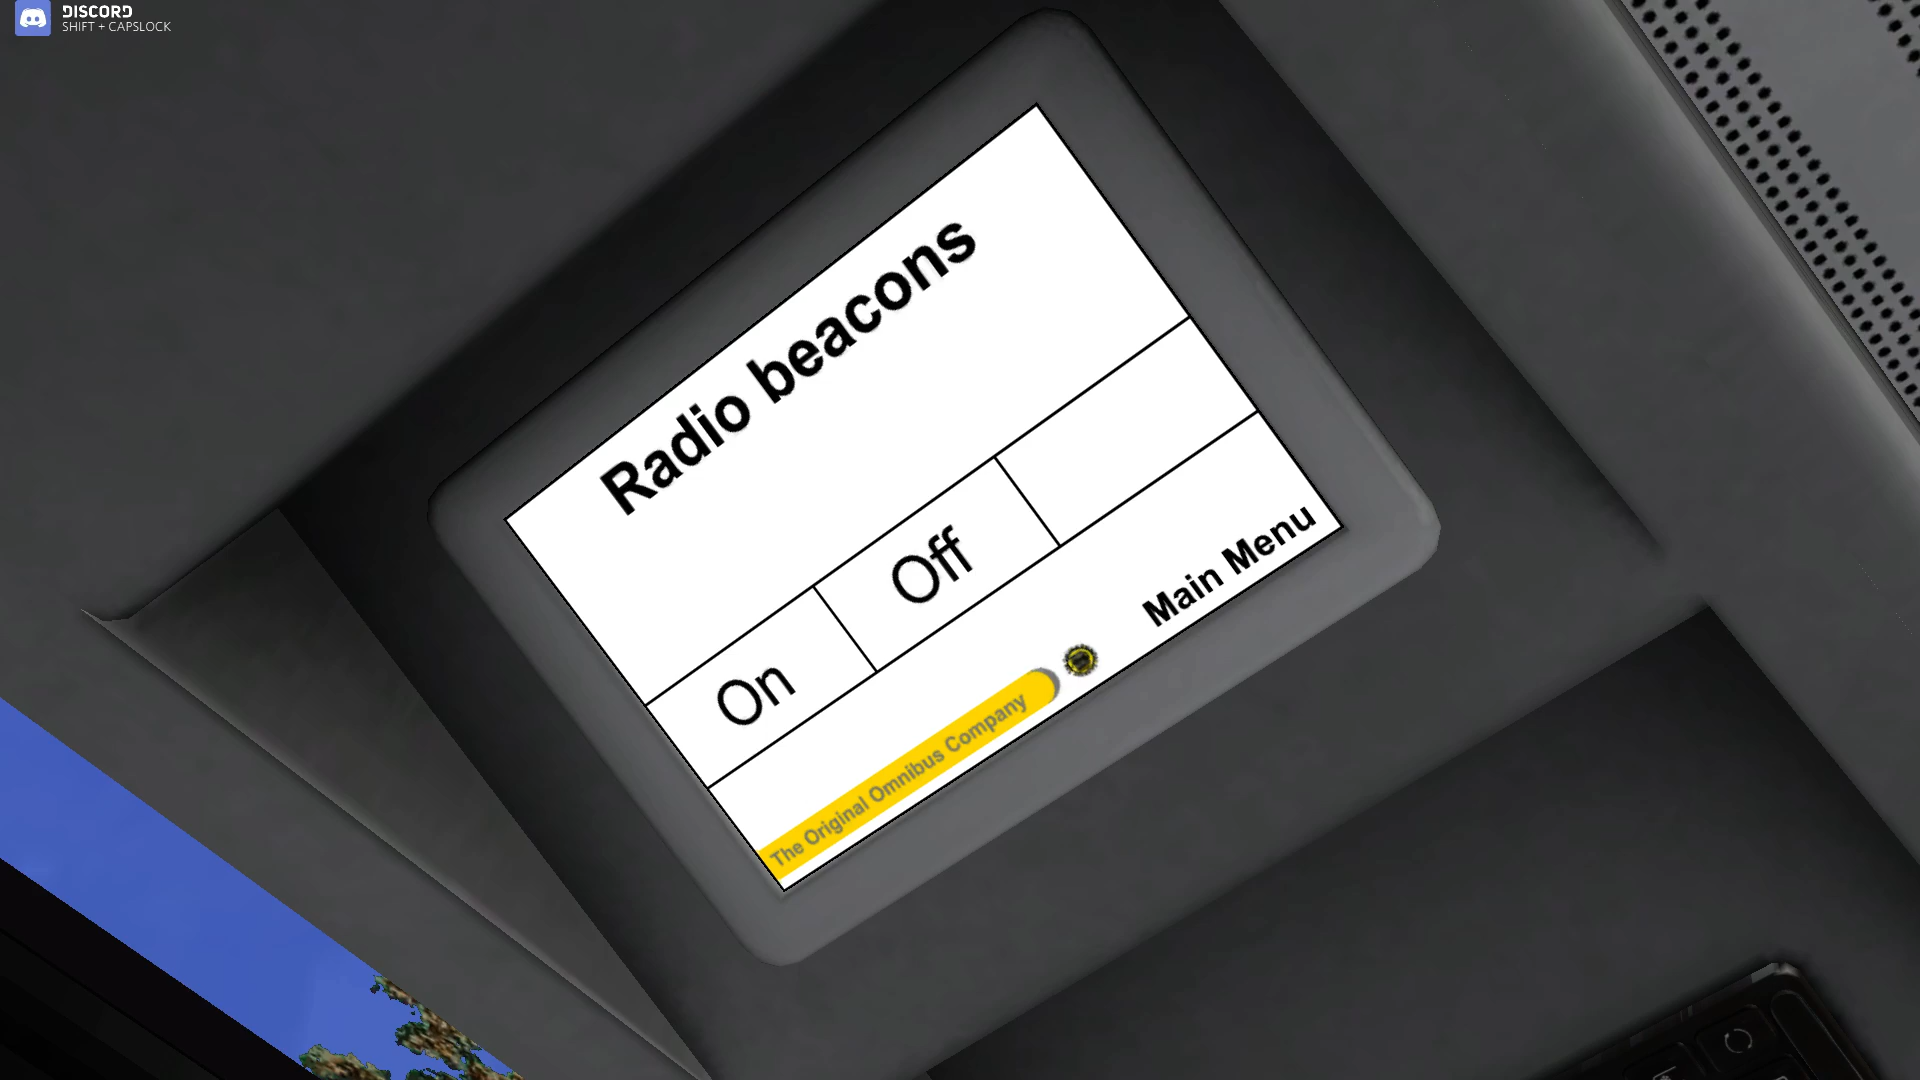 DISCORD
SHIFT + CAPSLOCK
Radio beacons
On
Off
The Original Omnibus Company
Main Menu